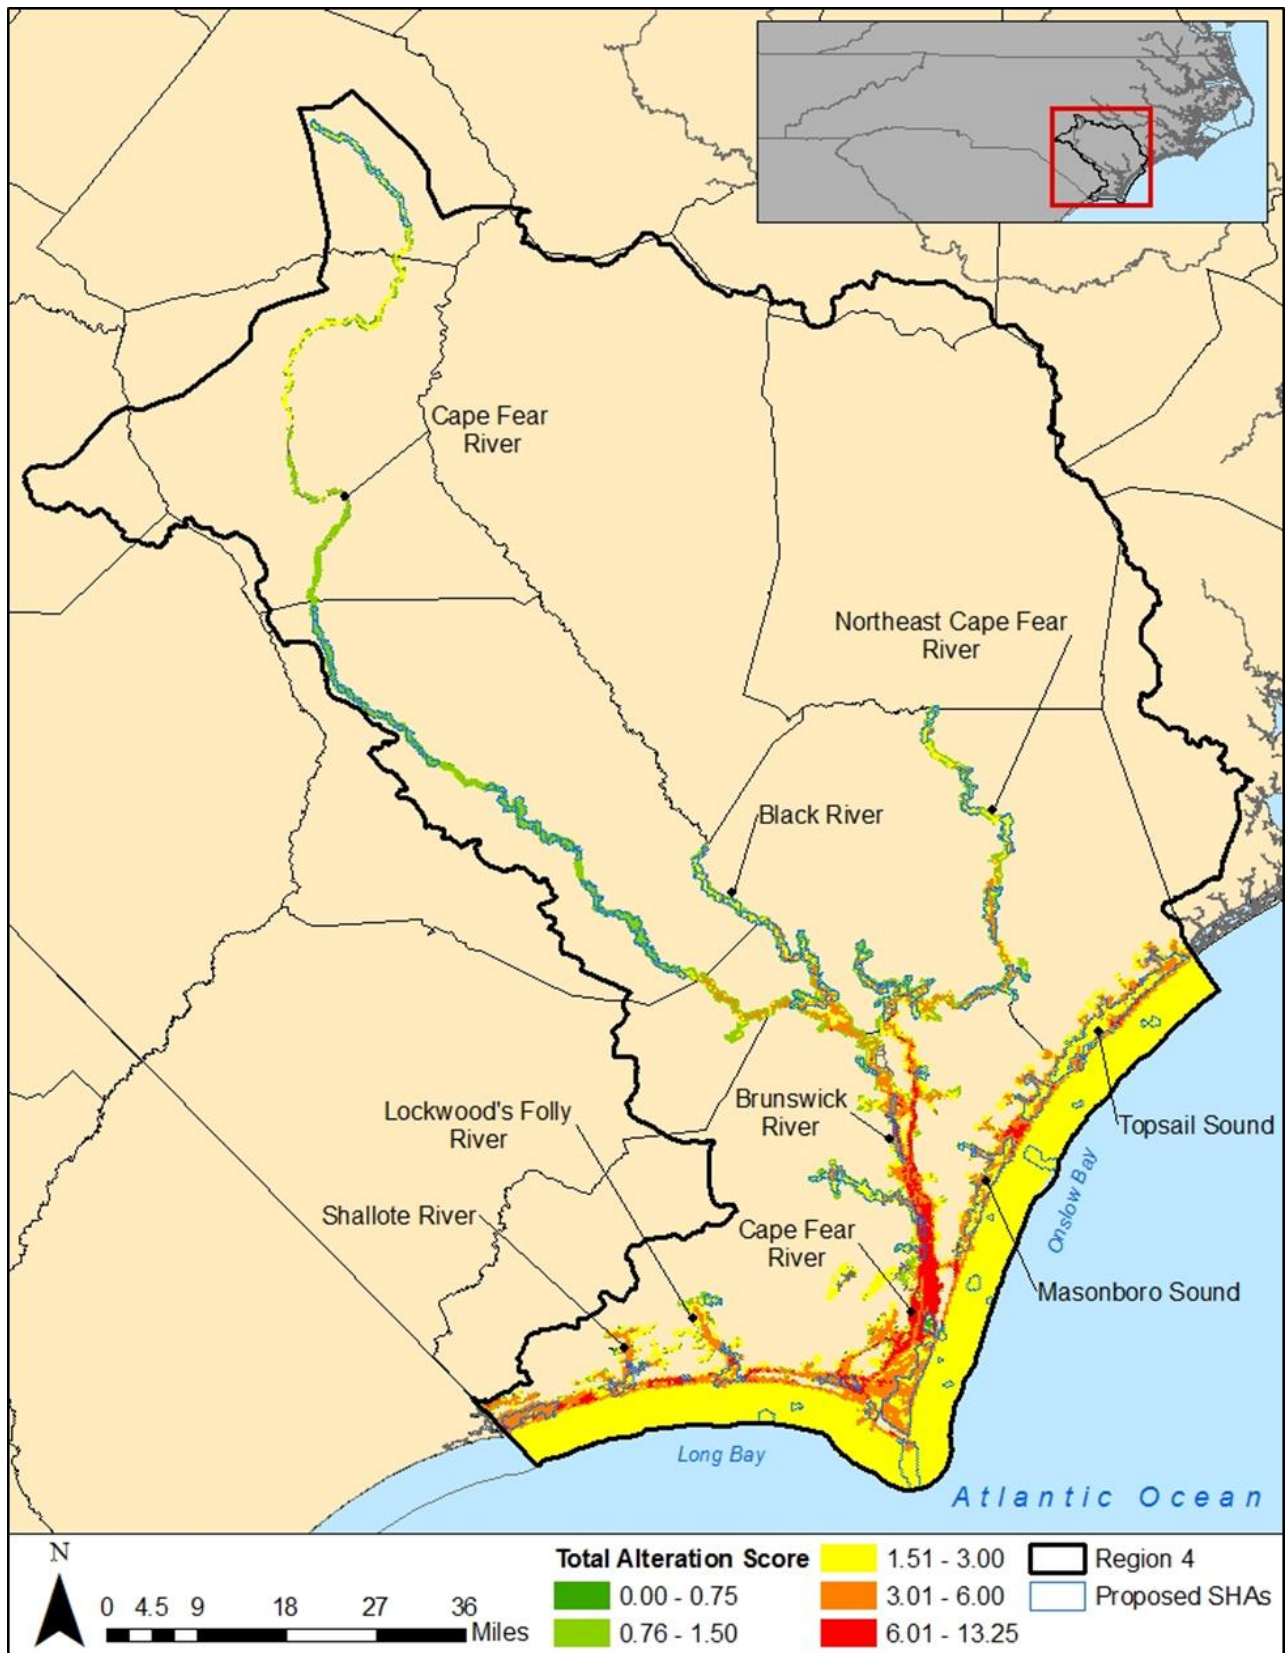 Cape Fear
River
Northeast Cape Fear
River
Black River
Brunswick
River
Lockwood's Folly
River
Topsail Sound
Onslow Bay
Shallote River
Cape Fear
River
Masonboro Sound
Long Bay
Atlantic Ocean
N
0 4.5 9 18 27 36
Miles
Total Alteration Score
0.00 - 0.75
0.76 - 1.50
1.51 - 3.00
3.01 - 6.00
6.01 - 13.25
Region 4
Proposed SHAs